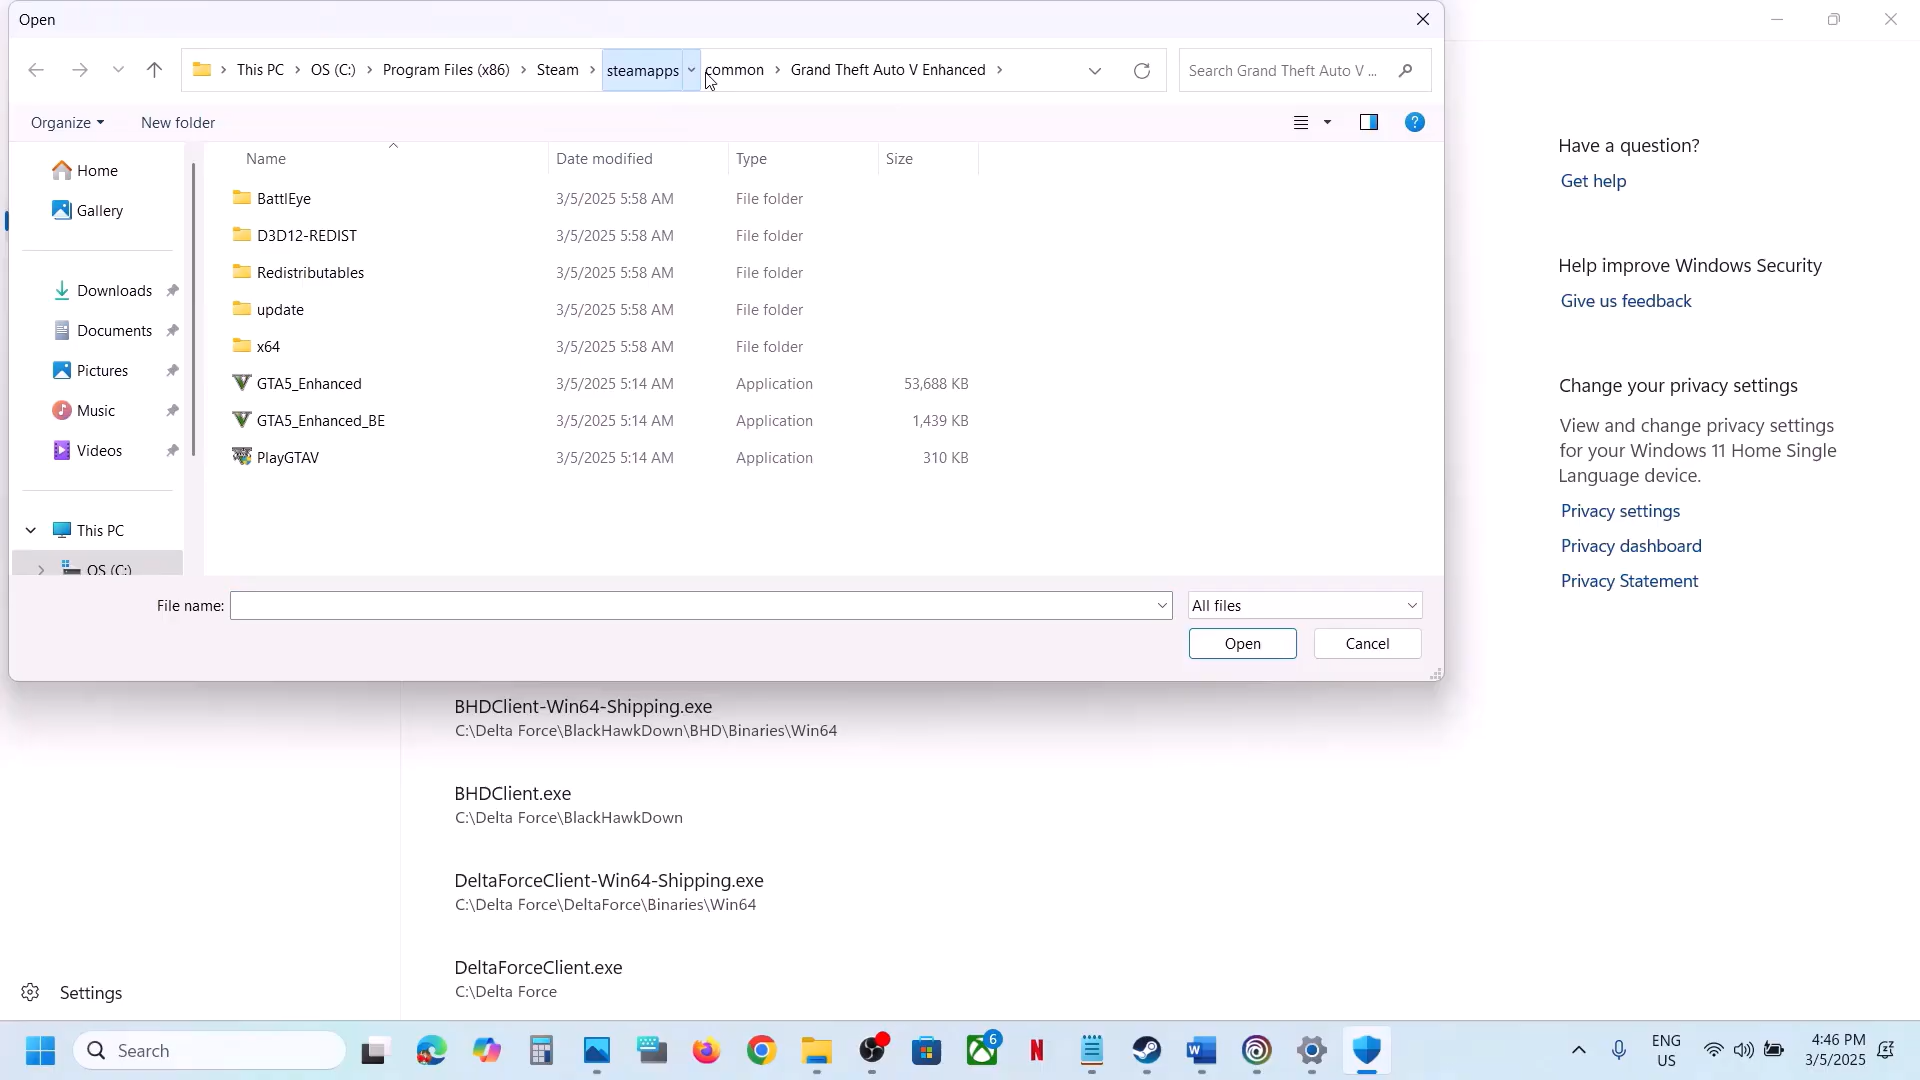 Open
This PC
OS (C:)
Program Files (x86)
Steam
steamapps
common
Grand Theft Auto V Enhanced
Search Grand Theft Auto V ...
Organize
New folder
?
Name
Date modified
Type
Size
Home
Gallery
Downloads
Documents
Pictures
Music
Videos
This PC
OS (C:)
BattlEye 3/5/2025 5:58 AM File folder
D3D12-REDIST 3/5/2025 5:58 AM File folder
Redistributables 3/5/2025 5:58 AM File folder
update 3/5/2025 5:58 AM File folder
x64 3/5/2025 5:58 AM File folder
GTA5_Enhanced 3/5/2025 5:14 AM Application 53,688 KB
GTA5_Enhanced_BE 3/5/2025 5:14 AM Application 1,439 KB
PlayGTAV 3/5/2025 5:14 AM Application 310 KB
File name:
All files
Open
Cancel
Have a question?
Get help
Help improve Windows Security
Give us feedback
Change your privacy settings
View and change privacy settings
for your Windows 11 Home Single
Language device.
Privacy settings
Privacy dashboard
Privacy Statement
BHDClient-Win64-Shipping.exe
C:\Delta Force\BlackHawkDown\BHD\Binaries\Win64
BHDClient.exe
C:\Delta Force\BlackHawkDown
DeltaForceClient-Win64-Shipping.exe
C:\Delta Force\DeltaForce\Binaries\Win64
DeltaForceClient.exe
C:\Delta Force
Settings
Search
6
ENG
US
4:46 PM
3/5/2025